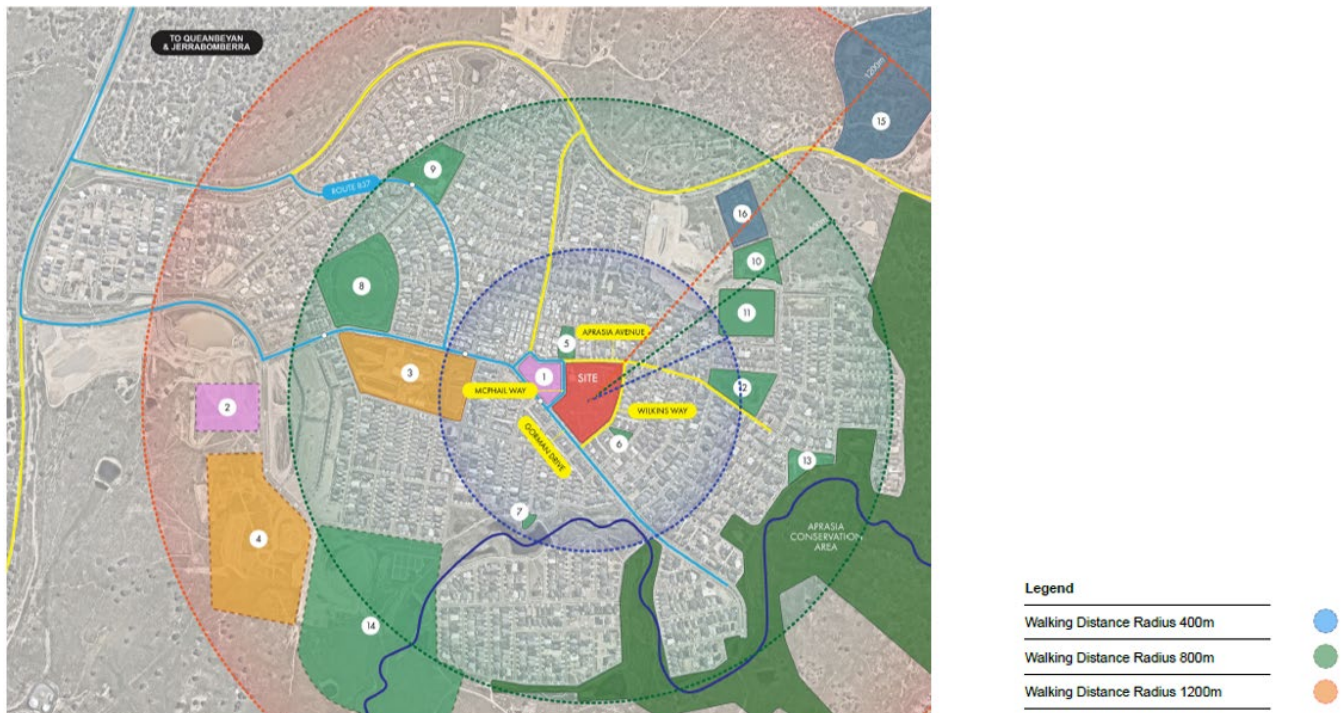 TO QUEANBEYAN
& JERRABOMBERRA
1200m
15
9
ROUTE 837
16
10
8
11
5
APRASIA AVENUE
3
1
SITE
12
MCPHAIL WAY
2
WILKINS WAY
6
GORMAN DRIVE
13
7
4
APRASIA
CONSERVATION
AREA
14
Legend
Walking Distance Radius 400m
Walking Distance Radius 800m
Walking Distance Radius 1200m